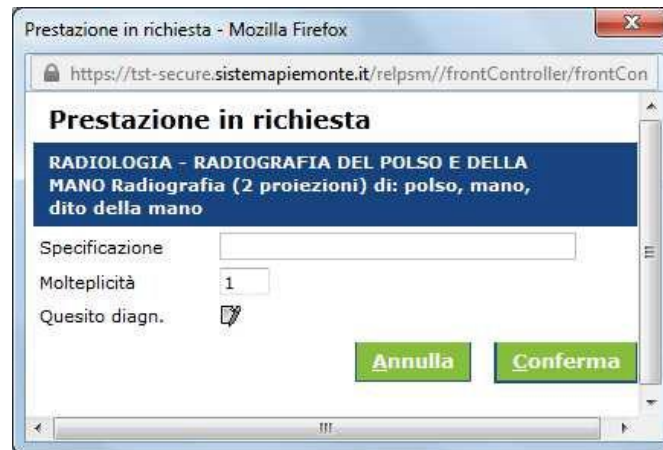 Prestazione in richiesta - Mozilla Firefox
https://tst-secure.sistemapiemonte.it/relpsm//frontController/frontCon
Prestazione in richiesta
RADIOLOGIA - RADIOGRAFIA DEL POLSO E DELLA
MANO Radiografia (2 proiezioni) di: polso, mano,
dito della mano
Specificazione
Molteplicità 1
Quesito diagn.
Annulla Conferma